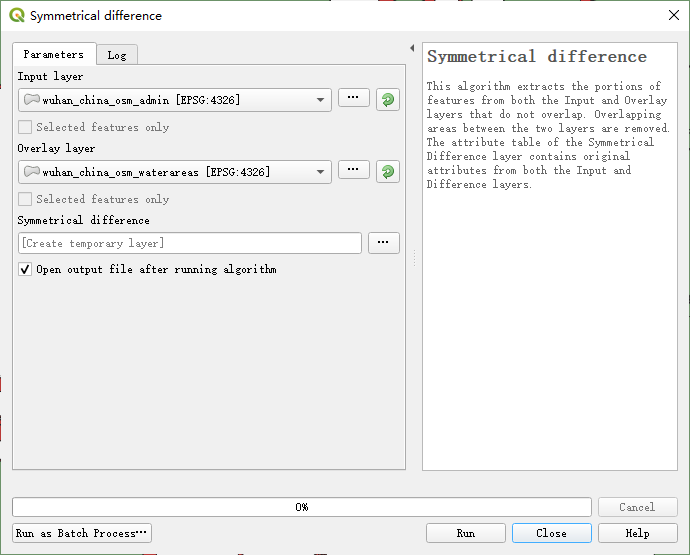 Symmetrical difference
Parameters
Log
Input layer
wuhan_china_osm_admin [EPSG:4326]
...
Selected features only
Overlay layer
wuhan_china_osm_waterareas [EPSG:4326]
...
Selected features only
Symmetrical difference
[Create temporary layer]
...
Open output file after running algorithm
Symmetrical difference
This algorithm extracts the portions of
features from both the Input and Overlay
layers that do not overlap. Overlapping
areas between the two layers are removed.
The attribute table of the Symmetrical
Difference layer contains original
attributes from both the Input and
Difference layers.
0%
Cancel
Run as Batch Process…
Run
Close
Help